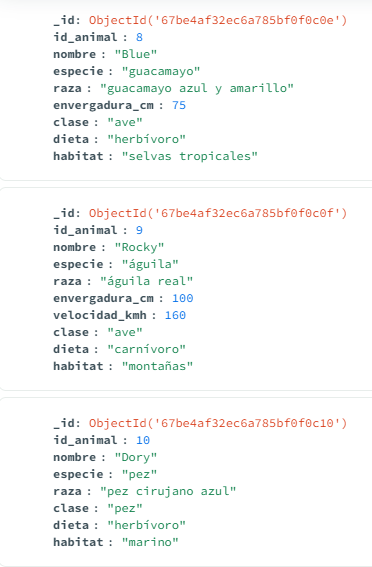 _id: ObjectId('67be4af32ec6a785bf0f0c0e')
id_animal : 8
nombre : "Blue"
especie : "guacamayo"
raza : "guacamayo azul y amarillo"
envergadura_cm : 75
clase : "ave"
dieta : "herbívoro"
habitat : "selvas tropicales"
_id: ObjectId('67be4af32ec6a785bf0f0c0f')
id_animal : 9
nombre : "Rocky"
especie : "águila"
raza : "águila real"
envergadura_cm : 100
velocidad_kmh : 160
clase : "ave"
dieta : "carnívoro"
habitat : "montañas"
_id: ObjectId('67be4af32ec6a785bf0f0c10')
id_animal : 10
nombre : "Dory"
especie : "pez"
raza : "pez cirujano azul"
clase : "pez"
dieta : "herbívoro"
habitat : "marino"